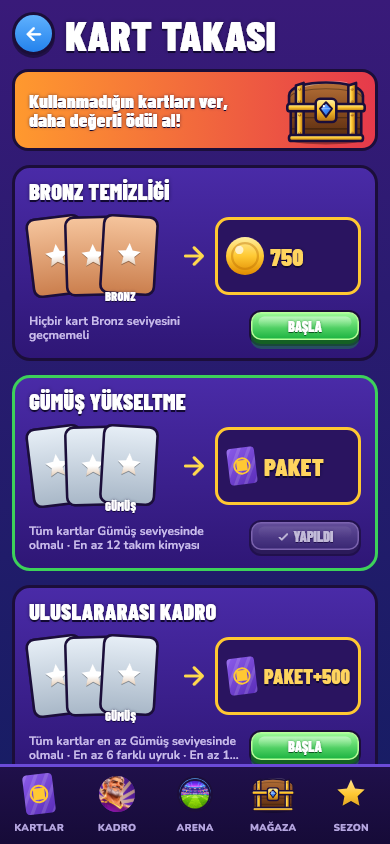 KART TAKASI
Kullanmadığın kartları ver,
daha değerli ödül al!
BRONZ TEMİZLİĞİ
BRONZ
750
Hiçbir kart Bronz seviyesini
geçmemeli
BAŞLA
GÜMÜŞ YÜKSELTME
GÜMÜŞ
PAKET
Tüm kartlar Gümüş seviyesinde
olmalı · En az 12 takım kimyası
YAPILDI
ULUSLARARASI KADRO
GÜMÜŞ
PAKET+500
Tüm kartlar en az Gümüş seviyesinde
olmalı · En az 6 farklı uyruk · En az 1...
BAŞLA
KARTLAR
KADRO
ARENA
MAĞAZA
SEZON